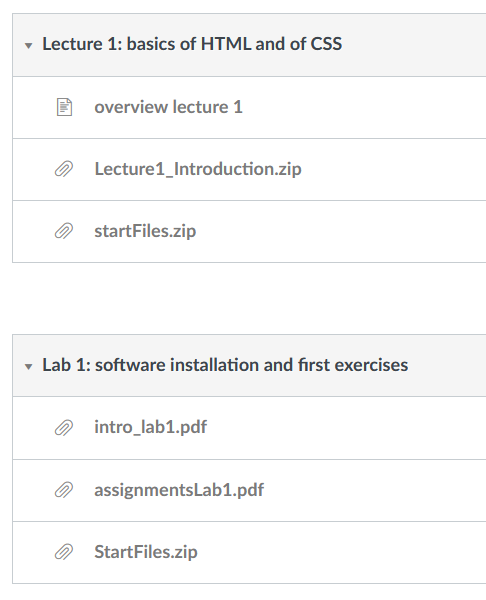 Lecture 1: basics of HTML and of CSS
overview lecture 1
Lecture1_Introduction.zip
startFiles.zip
Lab 1: software installation and first exercises
intro_lab1.pdf
assignmentsLab1.pdf
StartFiles.zip